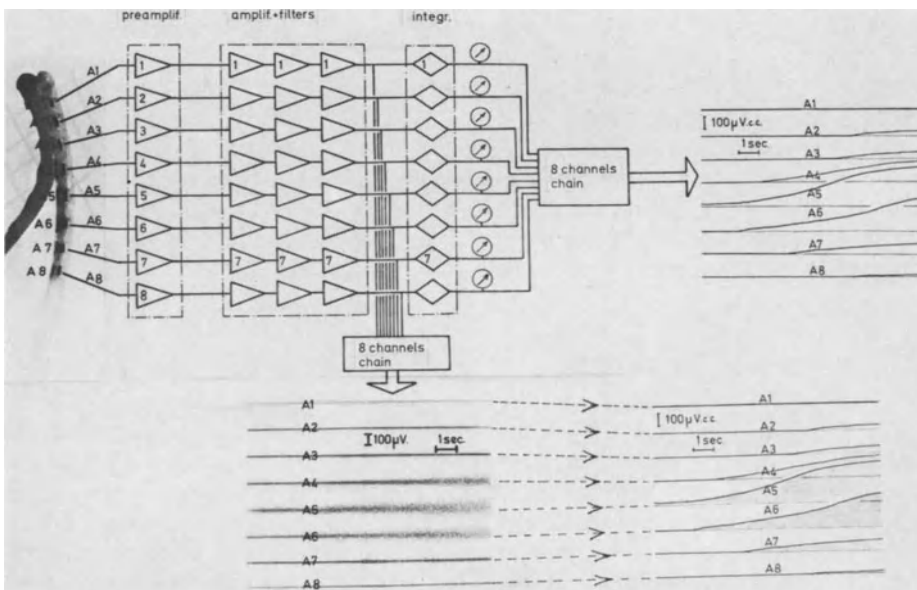 preamplif.
amplif.+filters
integr.
A1
1
1
1
1
1
A2
2
A3
3
A4
4
A5
5
A6
A6
6
A7
A7
7
7
7
7
7
A8
A8
8
8 channels
chain
8 channels
chain
A1
100µV.c.c.
A2
1sec.
A3
A4
A5
A6
A7
A8
A1
A2
100µV.
1sec.
A3
A4
A5
A6
A7
A8
A1
100µV.c.c.
A2
1sec.
A3
A4
A5
A6
A7
A8